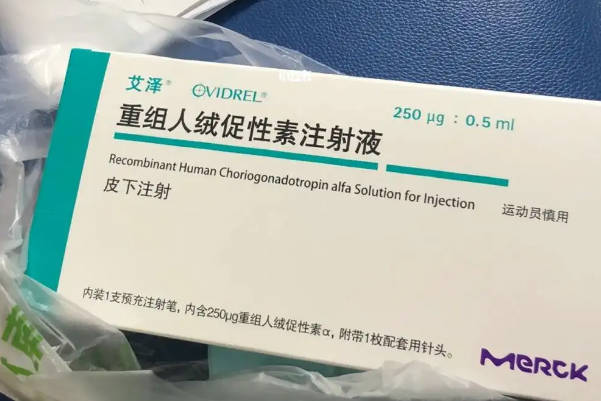 艾泽® OVIDREL®
250 μg : 0.5 ml
重组人绒促性素注射液
Recombinant Human Choriogonadotropin alfa Solution for Injection
运动员慎用
皮下注射
内装1支预充注射笔，内含250μg重组人绒促性素α，附带1枚配套用针头。
MERCK